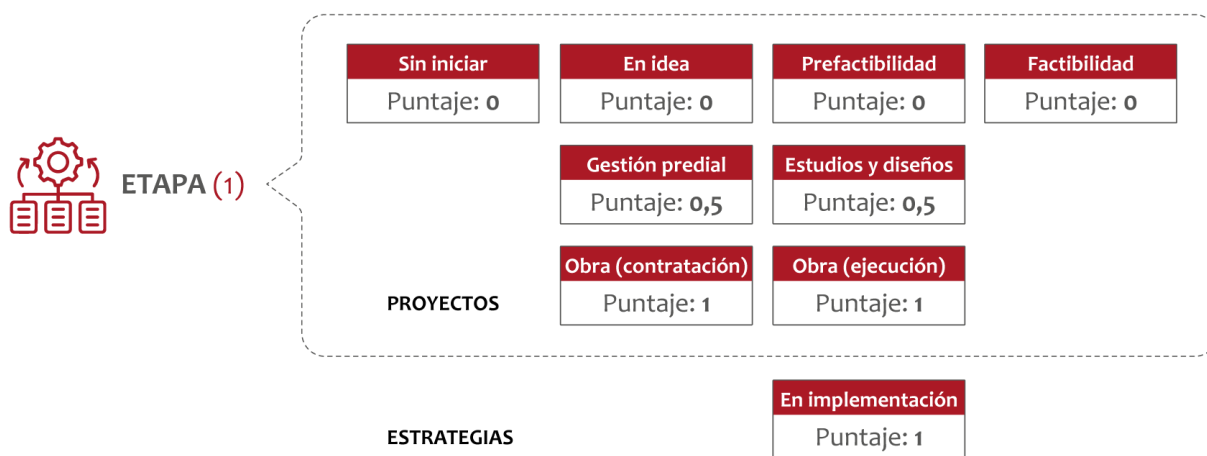 Sin iniciar
En idea
Prefactibilidad
Factibilidad
Puntaje: 0
Puntaje: 0
Puntaje: 0
Puntaje: 0
ETAPA (1)
Gestión predial
Estudios y diseños
Puntaje: 0,5
Puntaje: 0,5
Obra (contratación)
Obra (ejecución)
PROYECTOS
Puntaje: 1
Puntaje: 1
En implementación
ESTRATEGIAS
Puntaje: 1